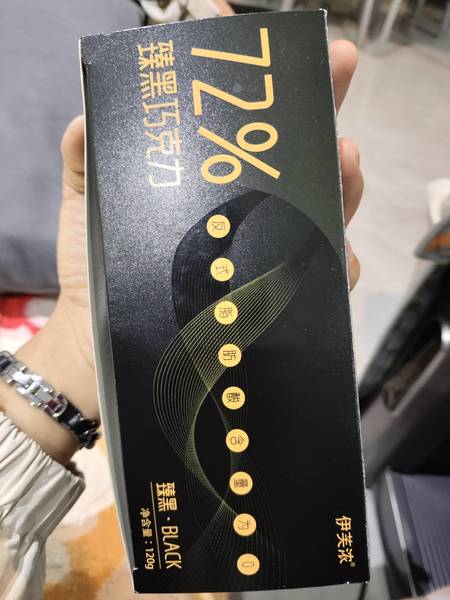 伊芙浓®
72%
臻黑巧克力
反式脂肪酸含量为0
臻黑·BLACK
净含量:120g